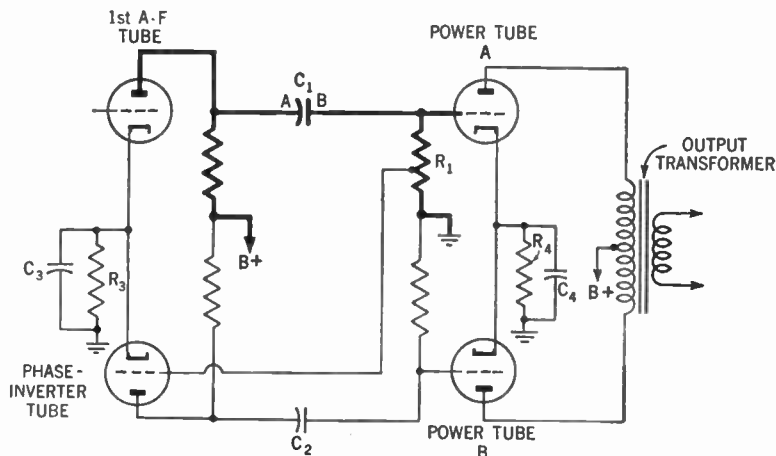 1st A-F
TUBE
POWER TUBE
A
C1
A B
R1
OUTPUT
TRANSFORMER
B+
C3
R3
R4
C4
B+
PHASE-
INVERTER
TUBE
C2
POWER TUBE
B